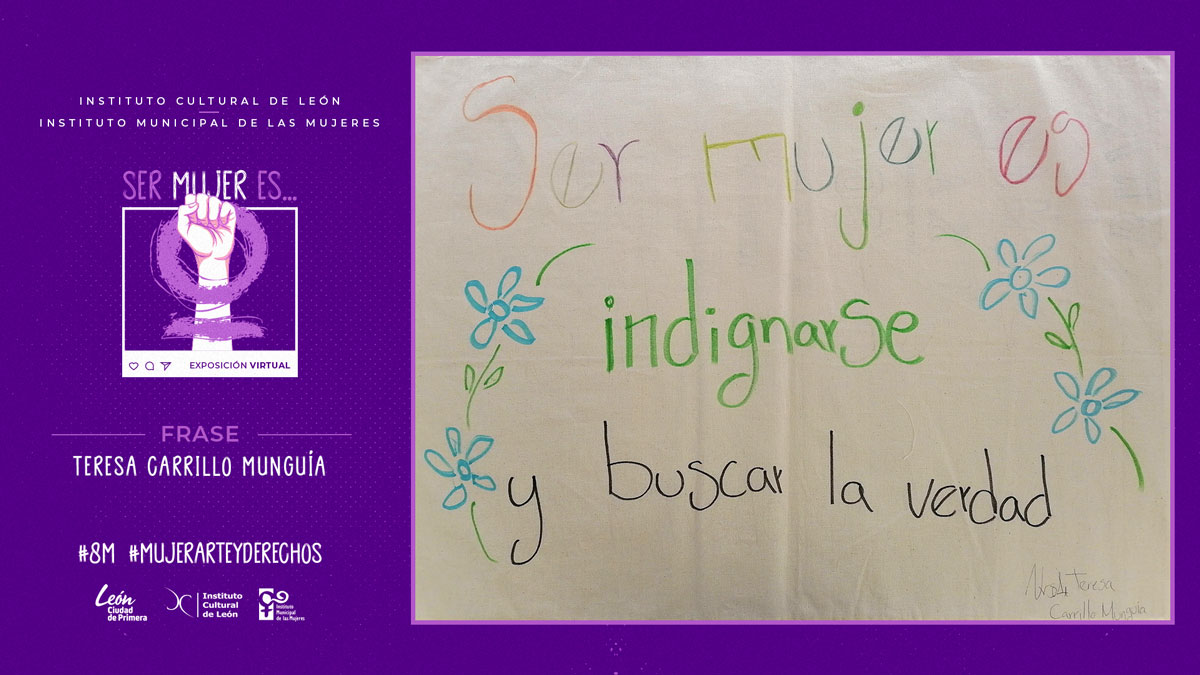 INSTITUTO CULTURAL DE LEÓN
INSTITUTO MUNICIPAL DE LAS MUJERES
SER MUJER ES...
EXPOSICIÓN VIRTUAL
FRASE
TERESA CARRILLO MUNGUÍA
#8M #MUJERARTEYDERECHOS
León
Ciudad
de Primera
Instituto
Cultural
de León
Instituto
Municipal
de las Mujeres
Ser mujer es
indignarse
y buscar la verdad
Teresa
Carrillo Munguía